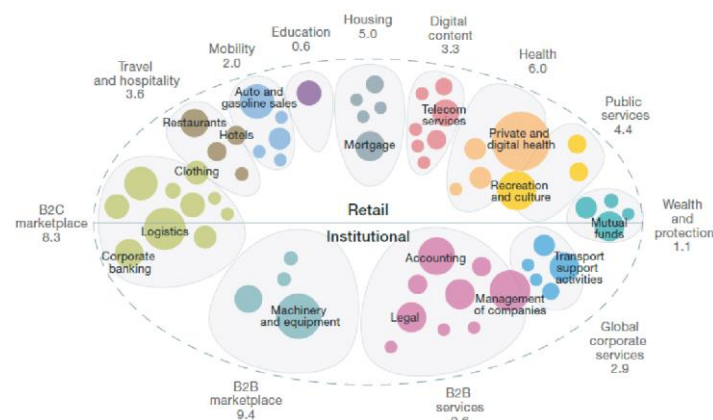 Housing
5.0
Digital
content
3.3
Education
0.6
Mobility
2.0
Health
6.0
Travel
and hospitality
3.6
Public
services
4.4
Auto and
gasoline sales
Restaurants
Hotels
Telecom
services
Private and
digital health
Mortgage
Clothing
Recreation
and culture
B2C
marketplace
8.3
Retail
Wealth
and
protection
1.1
Logistics
Mutual
funds
Institutional
Corporate
banking
Accounting
Transport
support
activities
Machinery
and equipment
Legal
Management
of companies
Global
corporate
services
2.9
B2B
marketplace
9.4
B2B
services